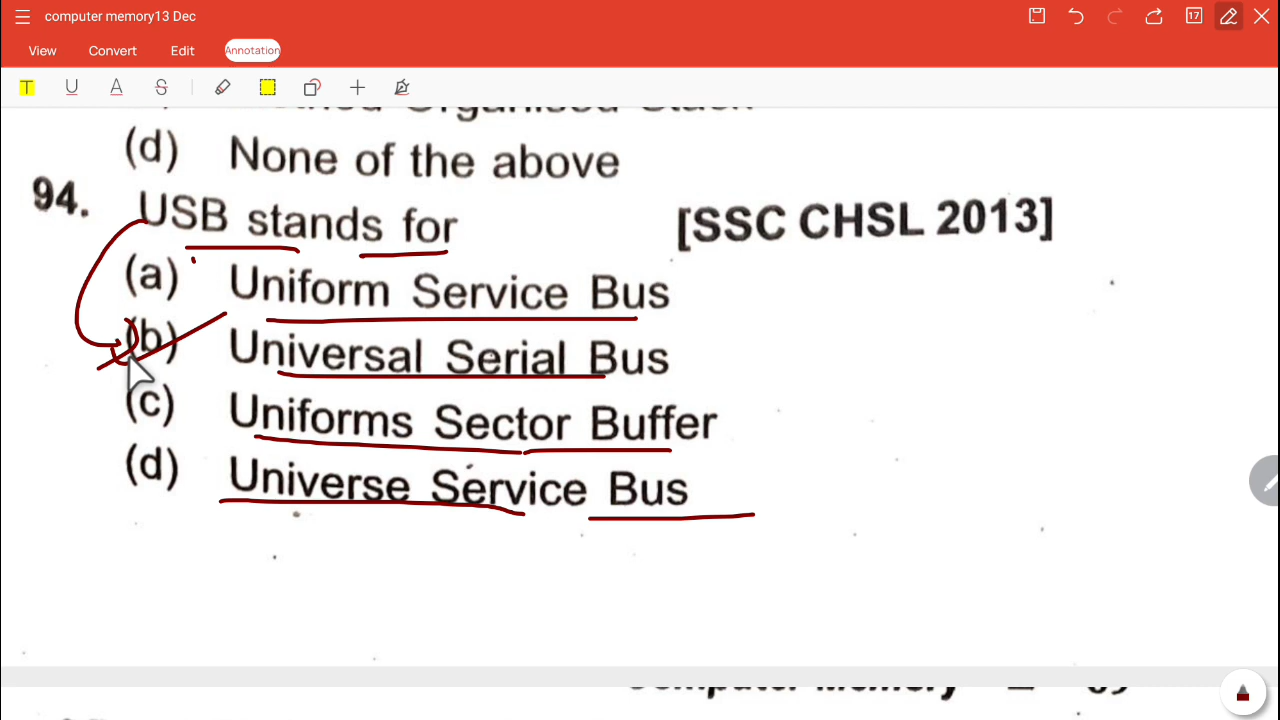 computer memory13 Dec
17
View Convert Edit Annotation
T U A S
(d) None of the above
94. USB stands for [SSC CHSL 2013]
(a) Uniform Service Bus
(b) Universal Serial Bus
(c) Uniforms Sector Buffer
(d) Universe Service Bus